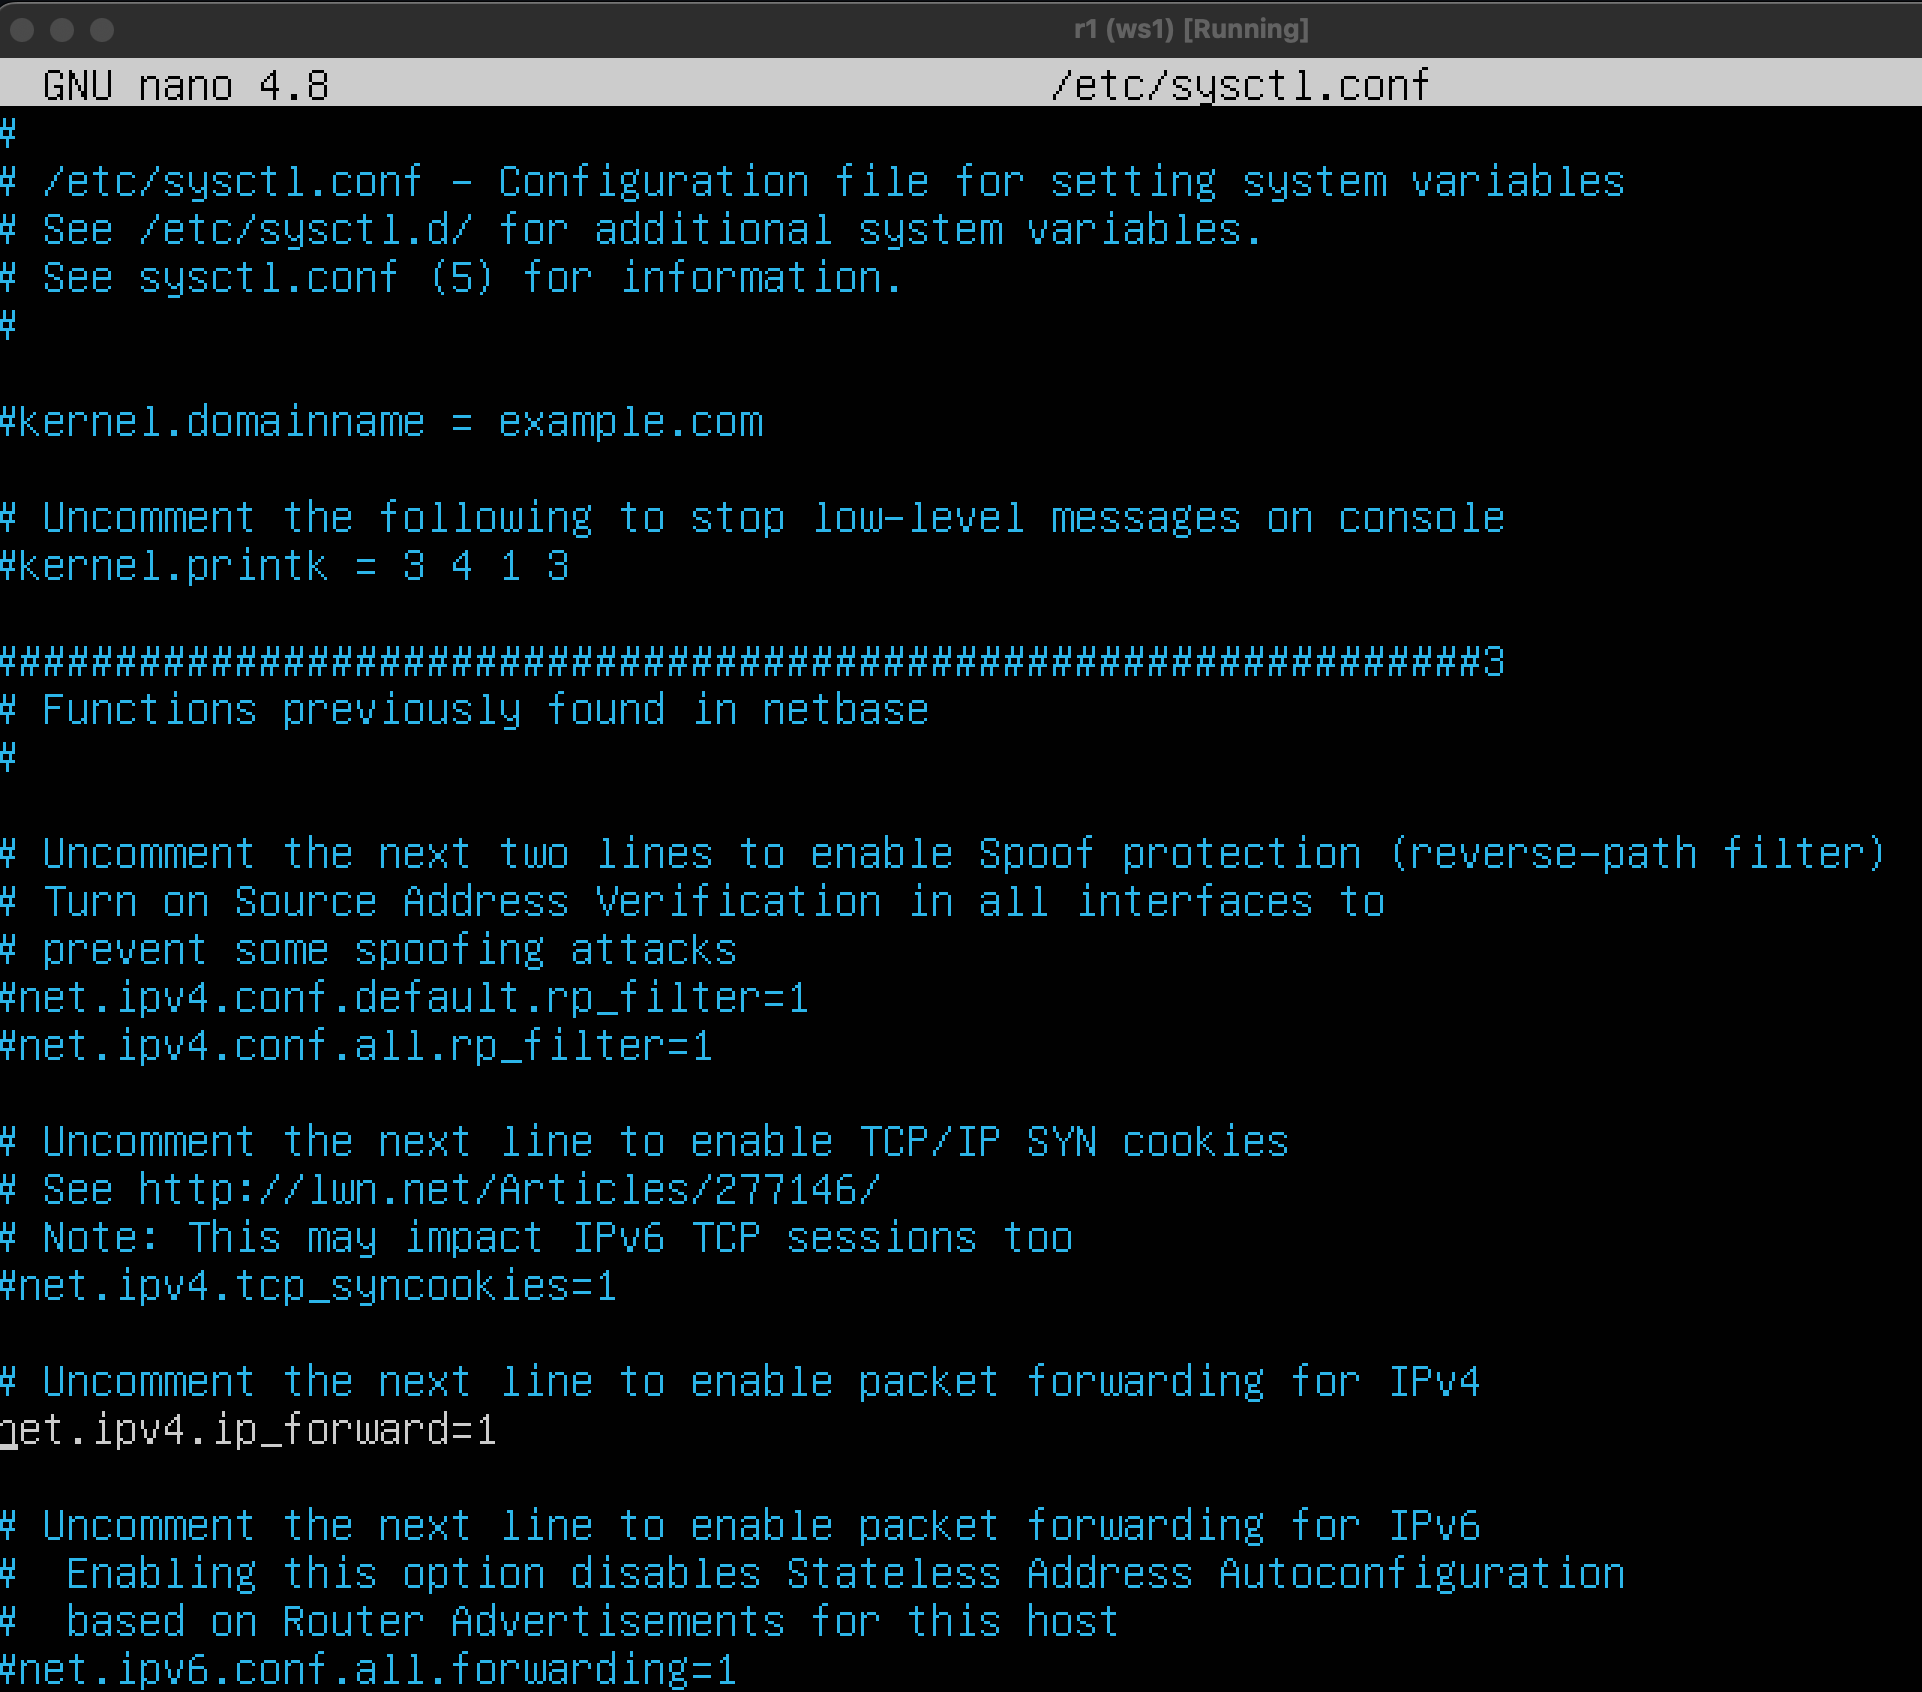 r1 (ws1) [Running]
GNU nano 4.8 /etc/sysctl.conf
#
# /etc/sysctl.conf - Configuration file for setting system variables
# See /etc/sysctl.d/ for additional system variables.
# See sysctl.conf (5) for information.
#
#kernel.domainname = example.com
# Uncomment the following to stop low-level messages on console
#kernel.printk = 3 4 1 3
##############################################################3
# Functions previously found in netbase
#
# Uncomment the next two lines to enable Spoof protection (reverse-path filter)
# Turn on Source Address Verification in all interfaces to
# prevent some spoofing attacks
#net.ipv4.conf.default.rp_filter=1
#net.ipv4.conf.all.rp_filter=1
# Uncomment the next line to enable TCP/IP SYN cookies
# See http://lwn.net/Articles/277146/
# Note: This may impact IPv6 TCP sessions too
#net.ipv4.tcp_syncookies=1
# Uncomment the next line to enable packet forwarding for IPv4
net.ipv4.ip_forward=1
# Uncomment the next line to enable packet forwarding for IPv6
#  Enabling this option disables Stateless Address Autoconfiguration
#  based on Router Advertisements for this host
#net.ipv6.conf.all.forwarding=1